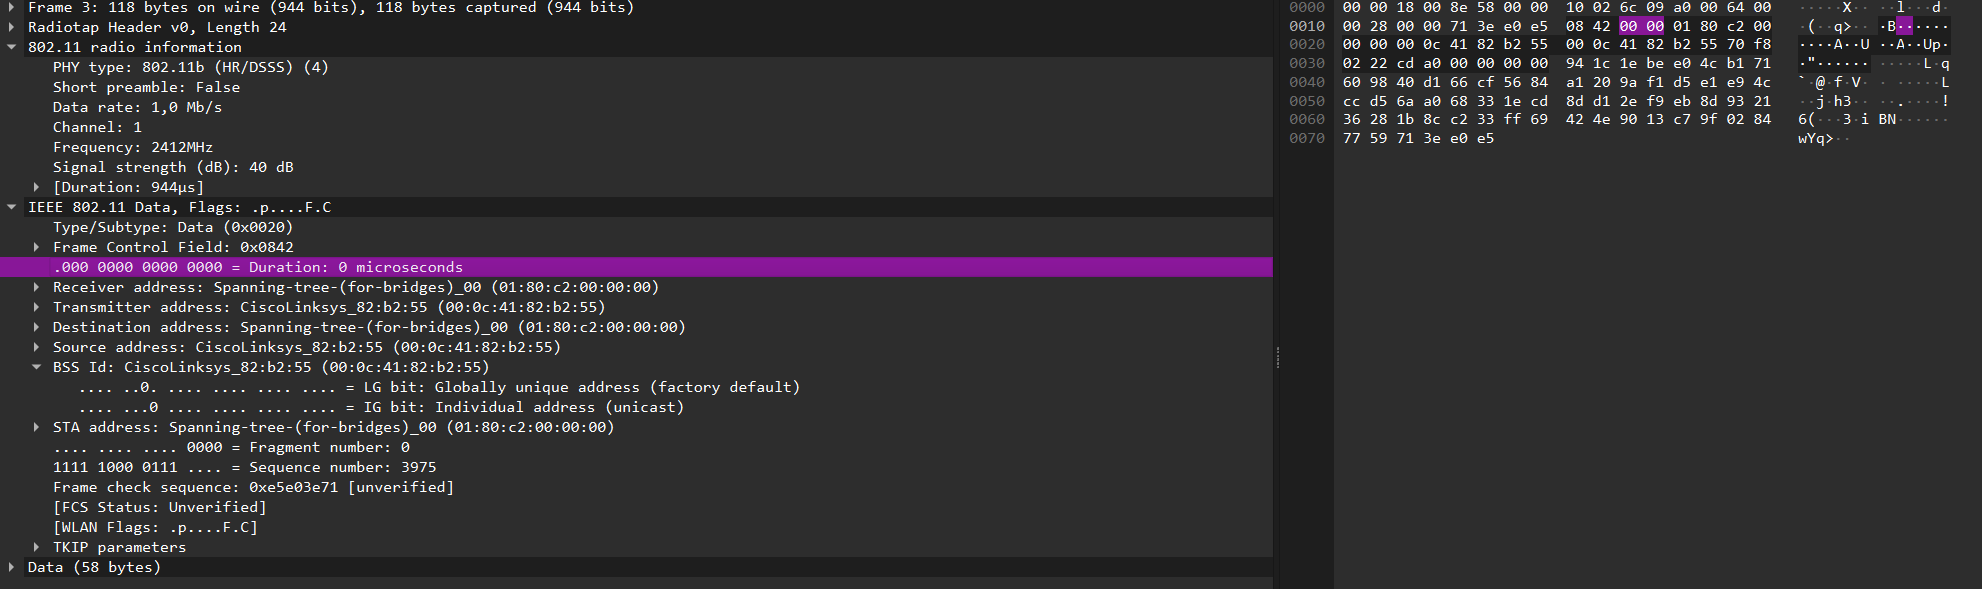 Frame 3: 118 bytes on wire (944 bits), 118 bytes captured (944 bits)
Radiotap Header v0, Length 24
802.11 radio information
PHY type: 802.11b (HR/DSSS) (4)
Short preamble: False
Data rate: 1,0 Mb/s
Channel: 1
Frequency: 2412MHz
Signal strength (dB): 40 dB
[Duration: 944µs]
IEEE 802.11 Data, Flags: .p....F.C
Type/Subtype: Data (0x0020)
Frame Control Field: 0x0842
.000 0000 0000 0000 = Duration: 0 microseconds
Receiver address: Spanning-tree-(for-bridges)_00 (01:80:c2:00:00:00)
Transmitter address: CiscoLinksys_82:b2:55 (00:0c:41:82:b2:55)
Destination address: Spanning-tree-(for-bridges)_00 (01:80:c2:00:00:00)
Source address: CiscoLinksys_82:b2:55 (00:0c:41:82:b2:55)
BSS Id: CiscoLinksys_82:b2:55 (00:0c:41:82:b2:55)
.... ..0. .... .... .... .... = LG bit: Globally unique address (factory default)
.... ...0 .... .... .... .... = IG bit: Individual address (unicast)
STA address: Spanning-tree-(for-bridges)_00 (01:80:c2:00:00:00)
.... .... .... 0000 = Fragment number: 0
1111 1000 0111 .... = Sequence number: 3975
Frame check sequence: 0xe5e03e71 [unverified]
[FCS Status: Unverified]
[WLAN Flags: .p....F.C]
TKIP parameters
Data (58 bytes)
0000 00 00 18 00 8e 58 00 00 10 02 6c 09 a0 00 64 00 ·····X·· ··l···d·
0010 00 28 00 00 71 3e e0 e5 08 42 00 00 01 80 c2 00 ·(··q>·· ·B······
0020 00 00 00 0c 41 82 b2 55 00 0c 41 82 b2 55 70 f8 ····A··U ··A··Up·
0030 02 22 cd a0 00 00 00 00 94 1c 1e be e0 4c b1 71 ·"······ ·····L·q
0040 60 98 40 d1 66 cf 56 84 a1 20 9a f1 d5 e1 e9 4c `·@·f·V· · ·····L
0050 cc d5 6a a0 68 33 1e cd 8d d1 2e f9 eb 8d 93 21 ··j·h3·· ··.····!
0060 36 28 1b 8c c2 33 ff 69 42 4e 90 13 c7 9f 02 84 6(···3·i BN······
0070 77 59 71 3e e0 e5 wYq>··